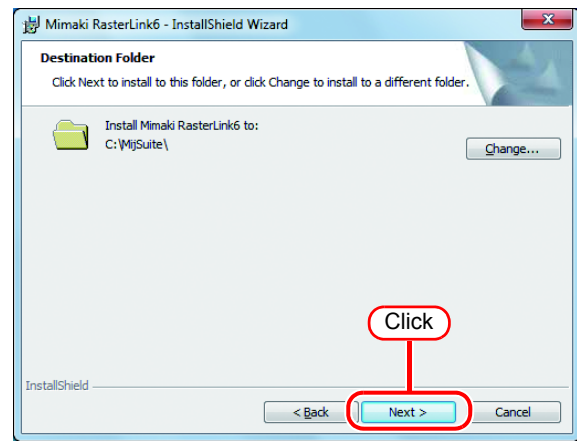 Mimaki RasterLink6 - InstallShield Wizard
Destination Folder
Click Next to install to this folder, or click Change to install to a different folder.
Install Mimaki RasterLink6 to:
C:\MijSuite\
Change...
Click
InstallShield
< Back
Next >
Cancel